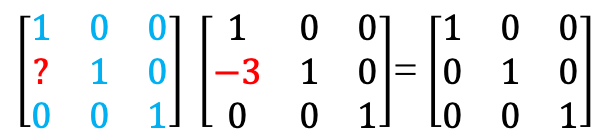 [1 0 0] [1 0 0] [1 0 0]
[? 1 0] [−3 1 0] = [0 1 0]
[0 0 1] [0 0 1] [0 0 1]